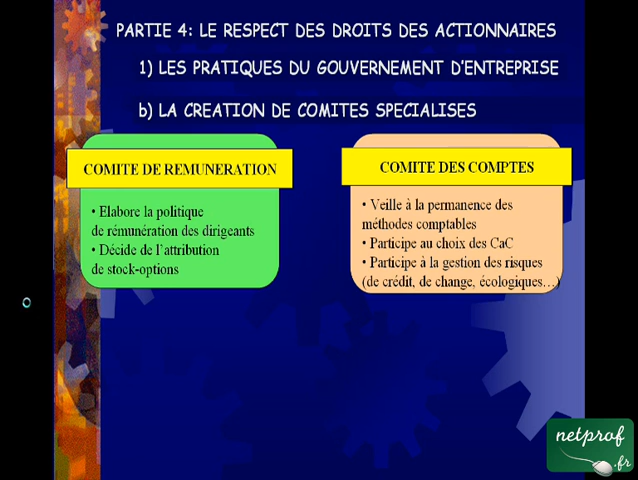 PARTIE 4: LE RESPECT DES DROITS DES ACTIONNAIRES
1) LES PRATIQUES DU GOUVERNEMENT D'ENTREPRISE
b) LA CREATION DE COMITES SPECIALISES
COMITE DE REMUNERATION
• Elabore la politique
de rémunération des dirigeants
• Décide de l'attribution
de stock-options
COMITE DES COMPTES
• Veille à la permanence des
méthodes comptables
• Participe au choix des CaC
• Participe à la gestion des risques
(de crédit, de change, écologiques…)
netprof
.fr